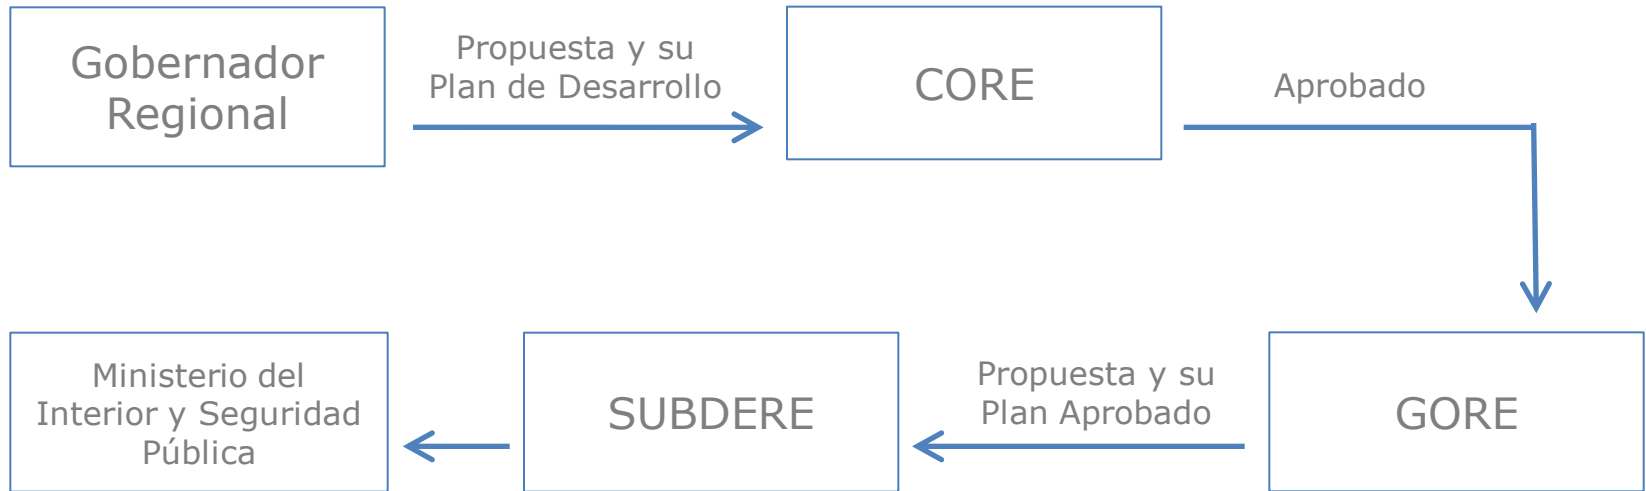 Gobernador
Regional
Propuesta y su
Plan de Desarrollo
CORE
Aprobado
Ministerio del
Interior y Seguridad
Pública
SUBDERE
Propuesta y su
Plan Aprobado
GORE